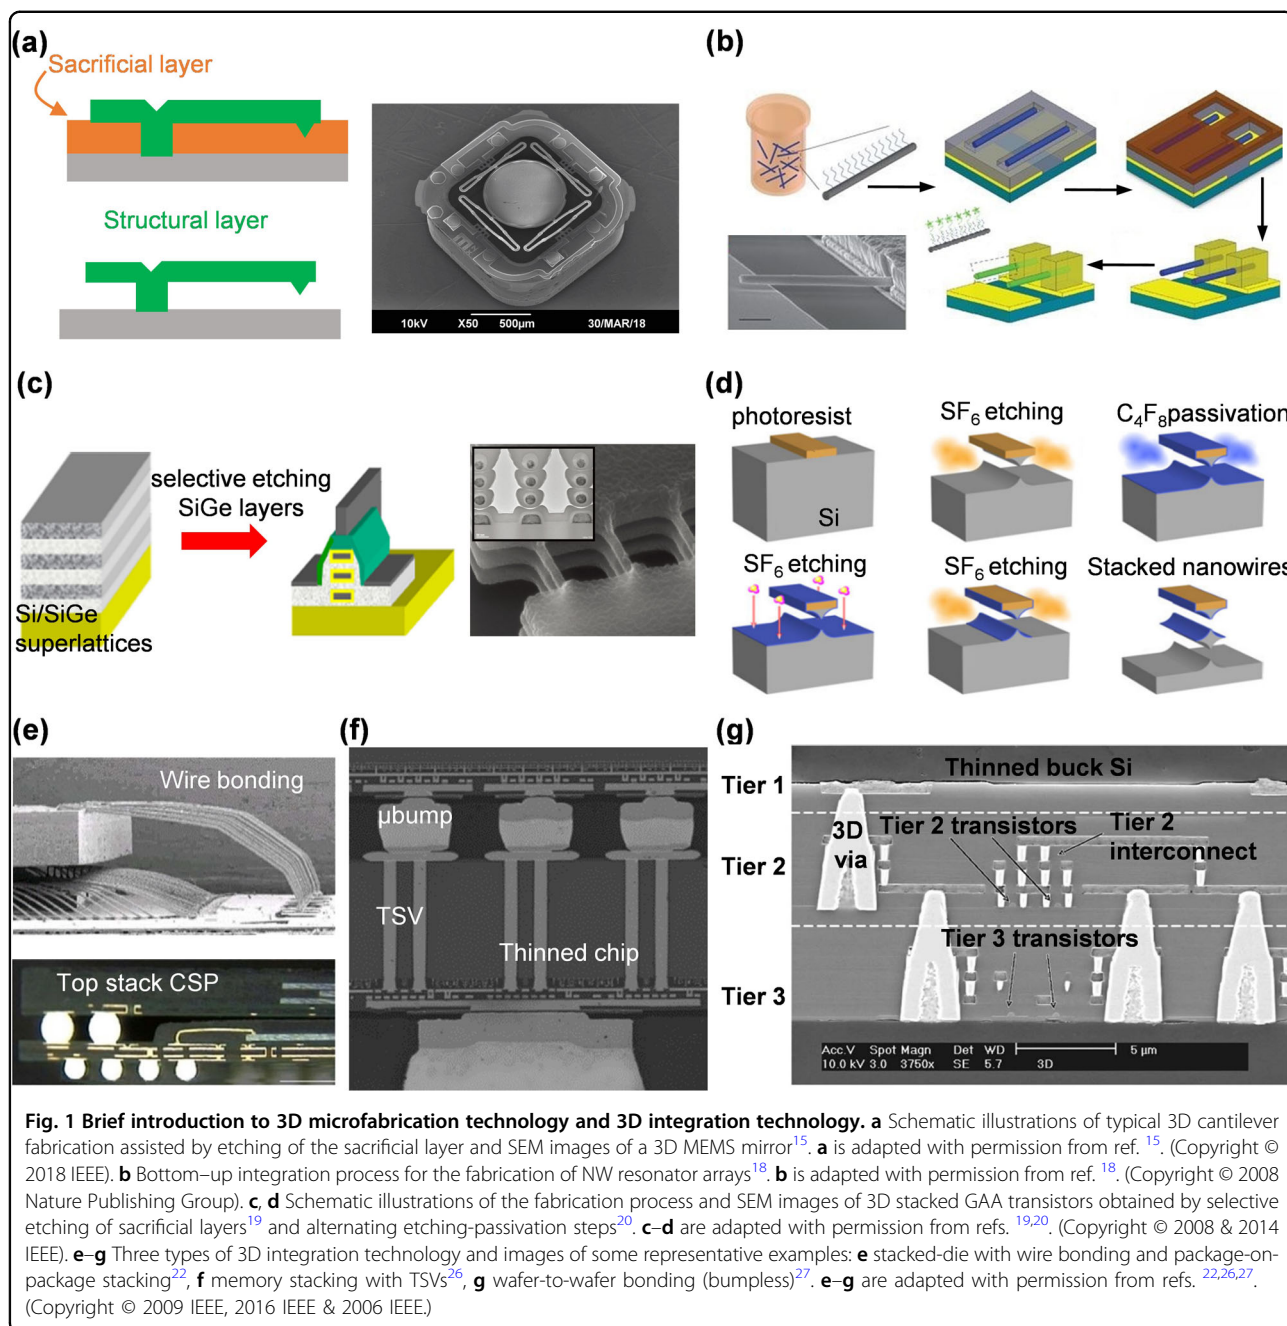 (a)
Sacrificial layer
Structural layer
10kV X50 500µm 30/MAR/18
(b)
(c)
selective etching
SiGe layers
Si/SiGe
superlattices
(d)
photoresist
Si
SF6 etching
C4F8 passivation
SF6 etching
SF6 etching
Stacked nanowires
(e)
Wire bonding
Top stack CSP
(f)
µbump
TSV
Thinned chip
(g)
Thinned buck Si
Tier 1
3D
via
Tier 2 transistors
Tier 2
interconnect
Tier 2
Tier 3 transistors
Tier 3
Acc.V Spot Magn Det WD 5 µm
10.0 kV 3.0 3750x SE 5.7 3D
Fig. 1 Brief introduction to 3D microfabrication technology and 3D integration technology. a Schematic illustrations of typical 3D cantilever
fabrication assisted by etching of the sacrificial layer and SEM images of a 3D MEMS mirror15. a is adapted with permission from ref. 15. (Copyright ©
2018 IEEE). b Bottom–up integration process for the fabrication of NW resonator arrays18. b is adapted with permission from ref. 18. (Copyright © 2008
Nature Publishing Group). c, d Schematic illustrations of the fabrication process and SEM images of 3D stacked GAA transistors obtained by selective
etching of sacrificial layers19 and alternating etching-passivation steps20. c–d are adapted with permission from refs. 19,20. (Copyright © 2008 & 2014
IEEE). e–g Three types of 3D integration technology and images of some representative examples: e stacked-die with wire bonding and package-on-
package stacking22, f memory stacking with TSVs26, g wafer-to-wafer bonding (bumpless)27. e–g are adapted with permission from refs. 22,26,27.
(Copyright © 2009 IEEE, 2016 IEEE & 2006 IEEE.)